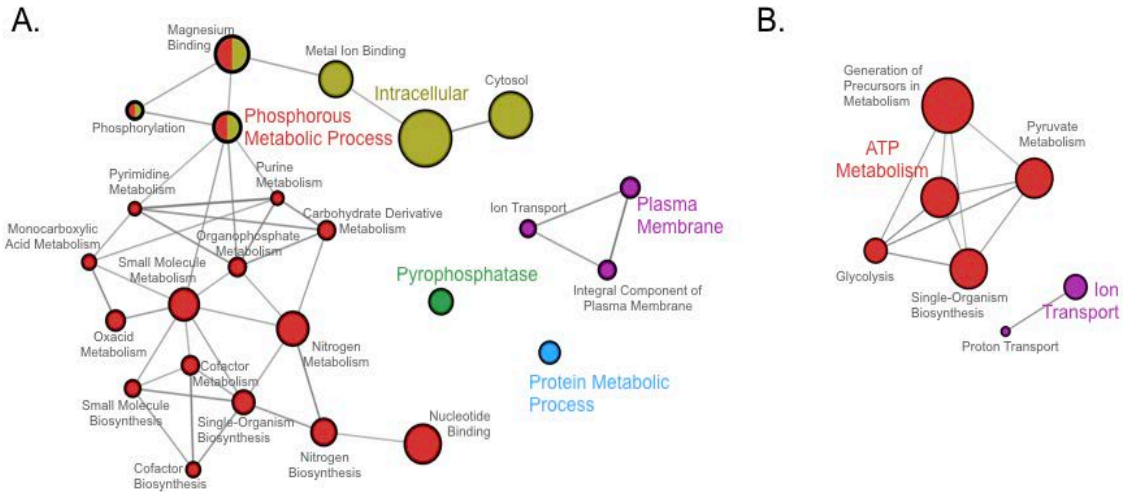 A.
Magnesium
Binding
Metal Ion Binding
Cytosol
Intracellular
Phosphorylation
Phosphorous
Metabolic Process
Pyrimidine
Metabolism
Purine
Metabolism
Monocarboxylic
Acid Metabolism
Carbohydrate Derivative
Metabolism
Organophosphate
Metabolism
Small Molecule
Metabolism
Ion Transport
Plasma
Membrane
Integral Component of
Plasma Membrane
Pyrophosphatase
Oxacid
Metabolism
Nitrogen
Metabolism
Cofactor
Metabolism
Protein Metabolic
Process
Small Molecule
Biosynthesis
Single-Organism
Biosynthesis
Nucleotide
Binding
Nitrogen
Biosynthesis
Cofactor
Biosynthesis
B.
Generation of
Precursors in
Metabolism
Pyruvate
Metabolism
ATP
Metabolism
Glycolysis
Single-Organism
Biosynthesis
Ion
Transport
Proton Transport